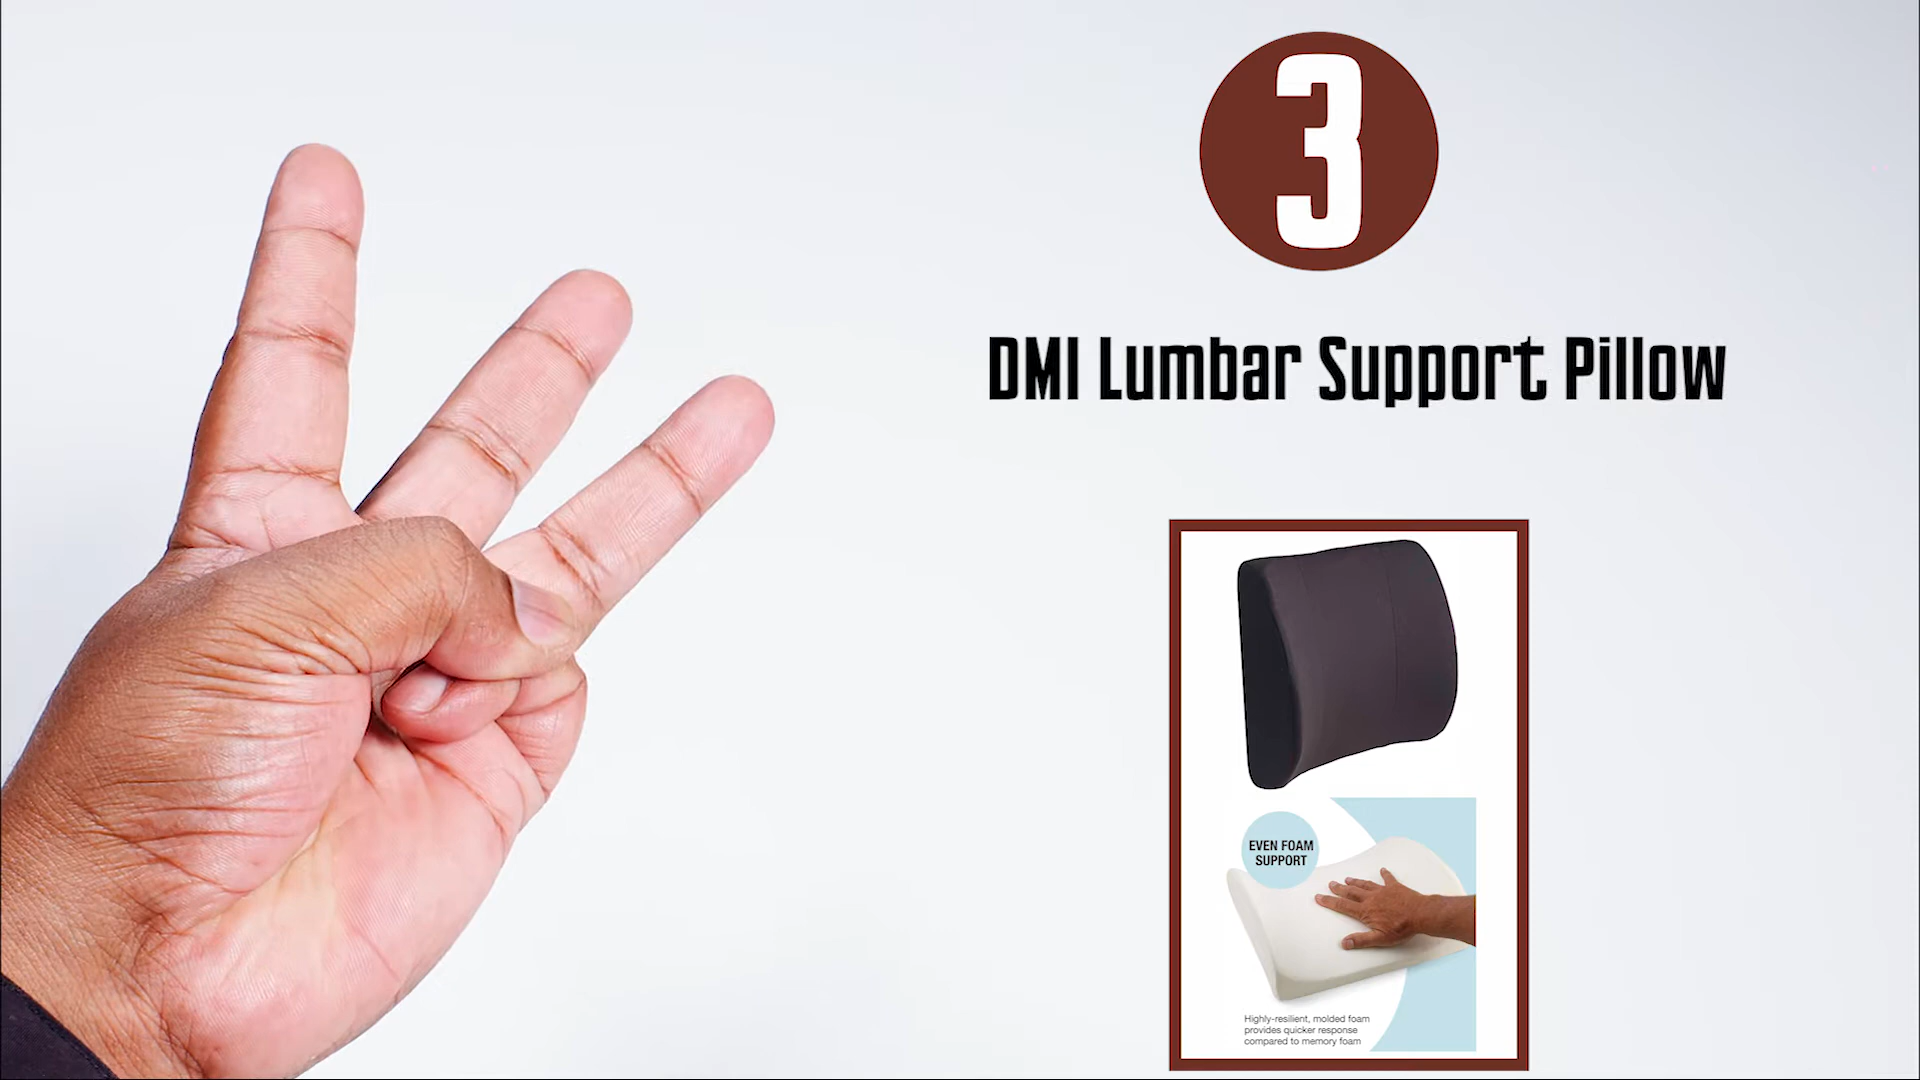 3
DMI Lumbar Support Pillow
EVEN FOAM
SUPPORT
Highly-resilient, molded foam
provides quicker response
compared to memory foam